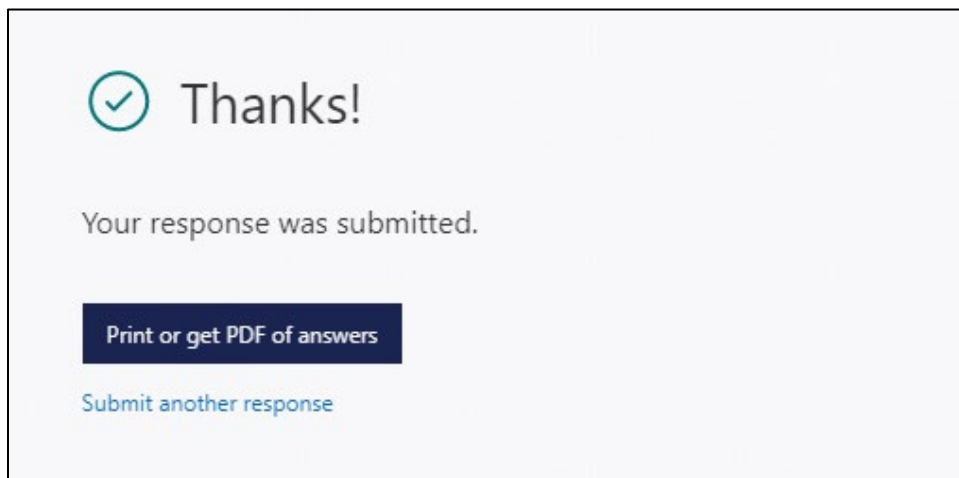 Thanks!
Your response was submitted.
Print or get PDF of answers
Submit another response